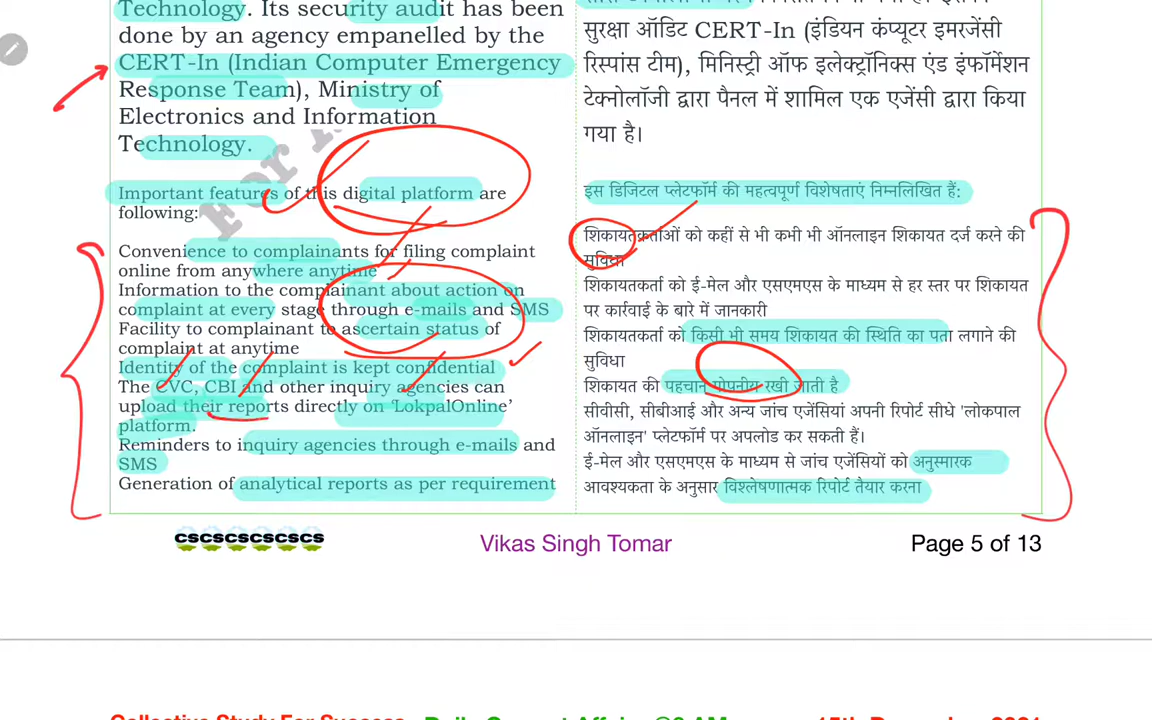 Technology. Its security audit has been
done by an agency empanelled by the
CERT-In (Indian Computer Emergency
Response Team), Ministry of
Electronics and Information
Technology.
Important features of this digital platform are
following:
Convenience to complainants for filing complaint
online from anywhere anytime
Information to the complainant about action on
complaint at every stage through e-mails and SMS
Facility to complainant to ascertain status of
complaint at anytime
Identity of the complaint is kept confidential
The CVC, CBI and other inquiry agencies can
upload their reports directly on ‘LokpalOnline’
platform.
Reminders to inquiry agencies through e-mails and
SMS
Generation of analytical reports as per requirement
सुरक्षा ऑडिट CERT-In (इंडियन कंप्यूटर इमरजेंसी
रिस्पांस टीम), मिनिस्ट्री ऑफ इलेक्ट्रॉनिक्स एंड इंफॉर्मेशन
टेक्नोलॉजी द्वारा पैनल में शामिल एक एजेंसी द्वारा किया
गया है।
इस डिजिटल प्लेटफॉर्म की महत्वपूर्ण विशेषताएं निम्नलिखित हैं:
शिकायतकर्ताओं को कहीं से भी कभी भी ऑनलाइन शिकायत दर्ज करने की
सुविधा
शिकायतकर्ता को ई-मेल और एसएमएस के माध्यम से हर स्तर पर शिकायत
पर कार्रवाई के बारे में जानकारी
शिकायतकर्ता को किसी भी समय शिकायत की स्थिति का पता लगाने की
सुविधा
शिकायत की पहचान गोपनीय रखी जाती है
सीवीसी, सीबीआई और अन्य जांच एजेंसियां अपनी रिपोर्ट सीधे 'लोकपाल
ऑनलाइन' प्लेटफॉर्म पर अपलोड कर सकती हैं।
ई-मेल और एसएमएस के माध्यम से जांच एजेंसियों को अनुस्मारक
आवश्यकता के अनुसार विश्लेषणात्मक रिपोर्ट तैयार करना
cscscscscscs
Vikas Singh Tomar
Page 5 of 13